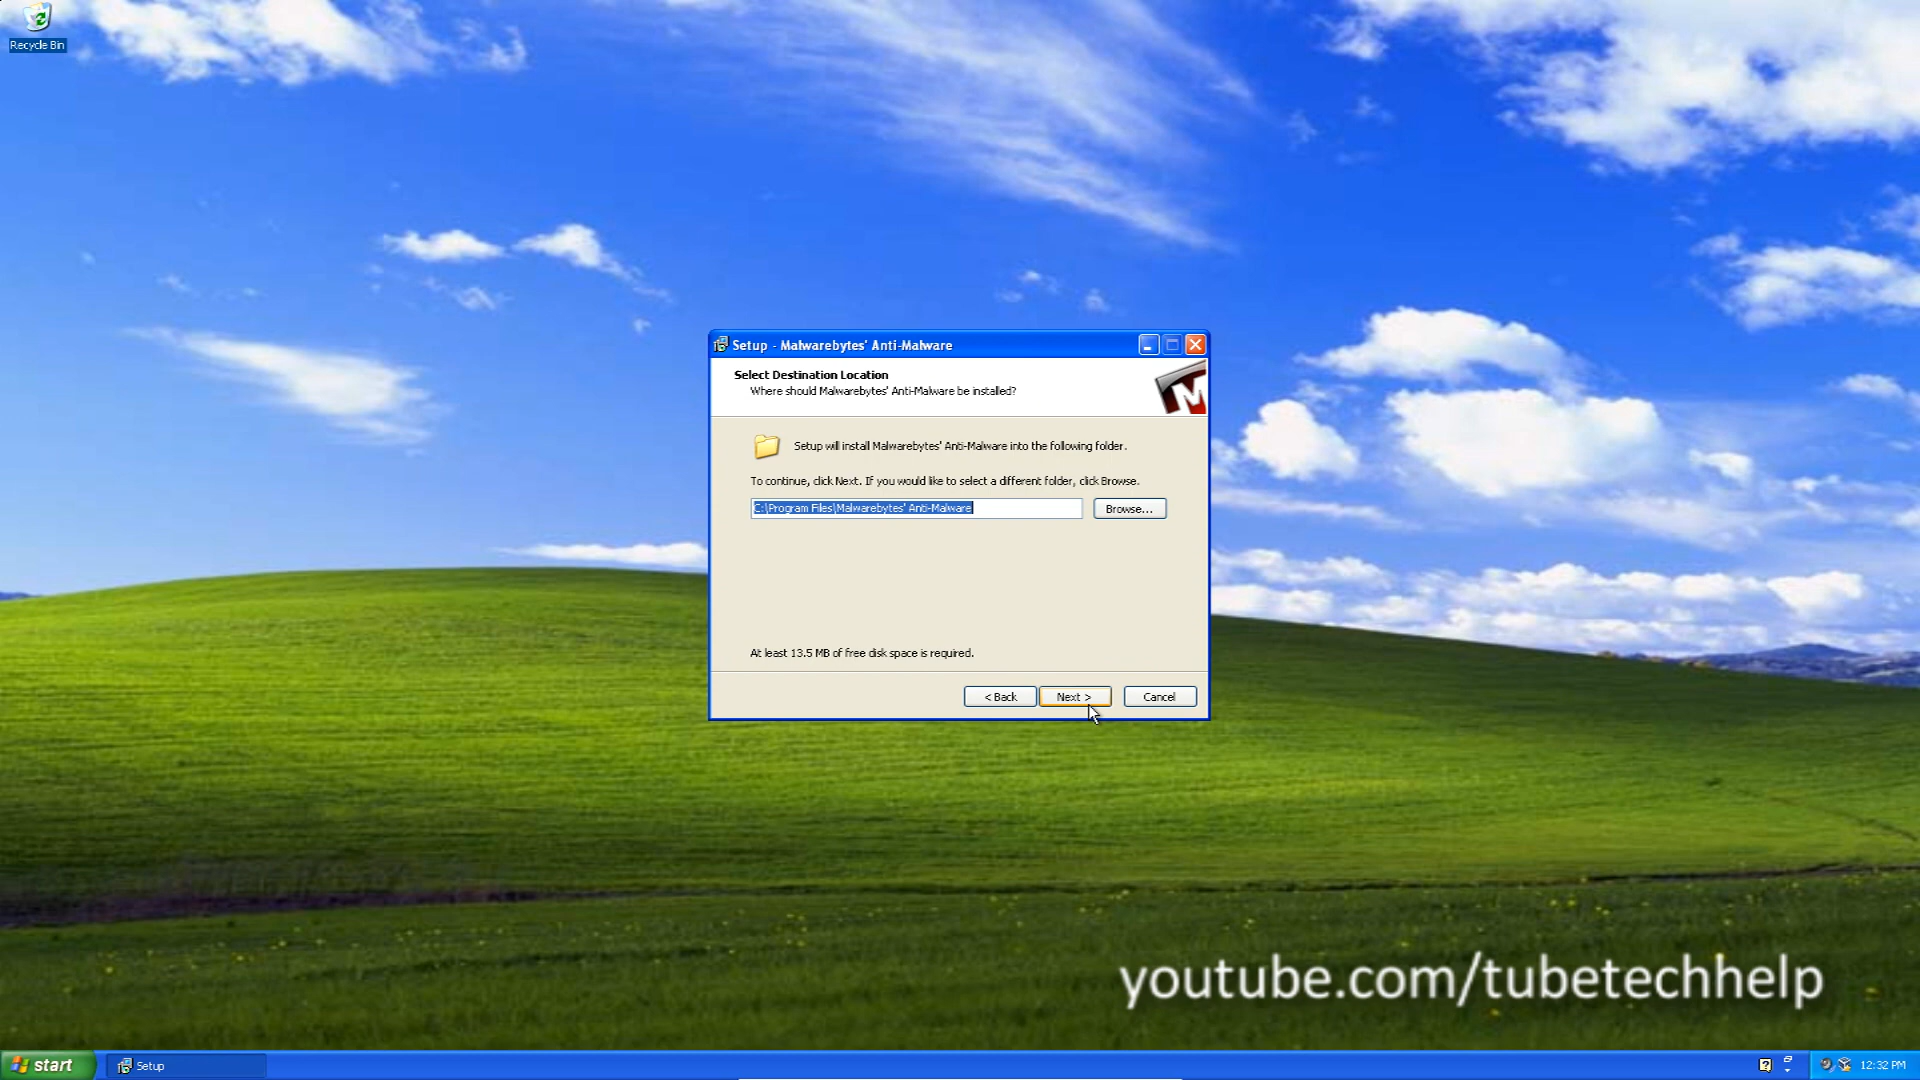 Recycle Bin
Setup - Malwarebytes' Anti-Malware
Select Destination Location
Where should Malwarebytes' Anti-Malware be installed?
Setup will install Malwarebytes' Anti-Malware into the following folder.
To continue, click Next. If you would like to select a different folder, click Browse.
C:\Program Files\Malwarebytes' Anti-Malware
Browse...
At least 13.5 MB of free disk space is required.
< Back
Next >
Cancel
youtube.com/tubetechhelp
start
Setup
12:32 PM